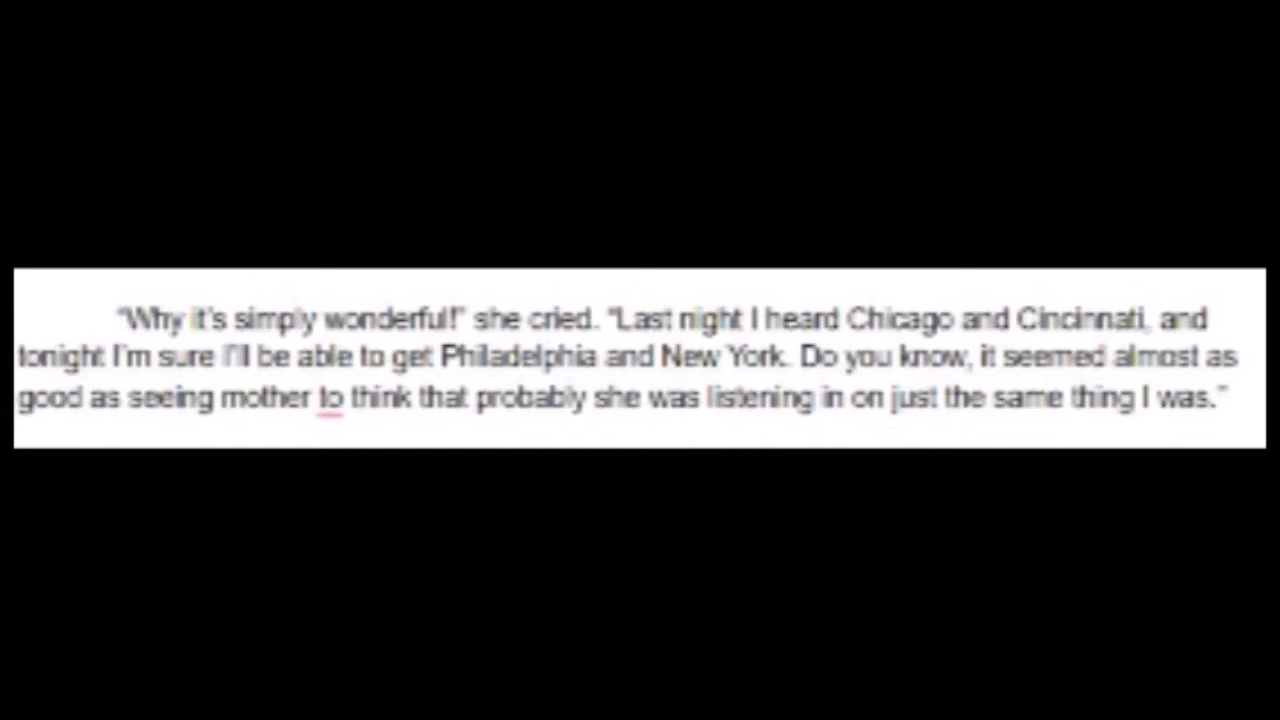 “Why it’s simply wonderful!” she cried. “Last night I heard Chicago and Cincinnati, and
tonight I’m sure I’ll be able to get Philadelphia and New York. Do you know, it seemed almost as
good as seeing mother to think that probably she was listening in on just the same thing I was.”